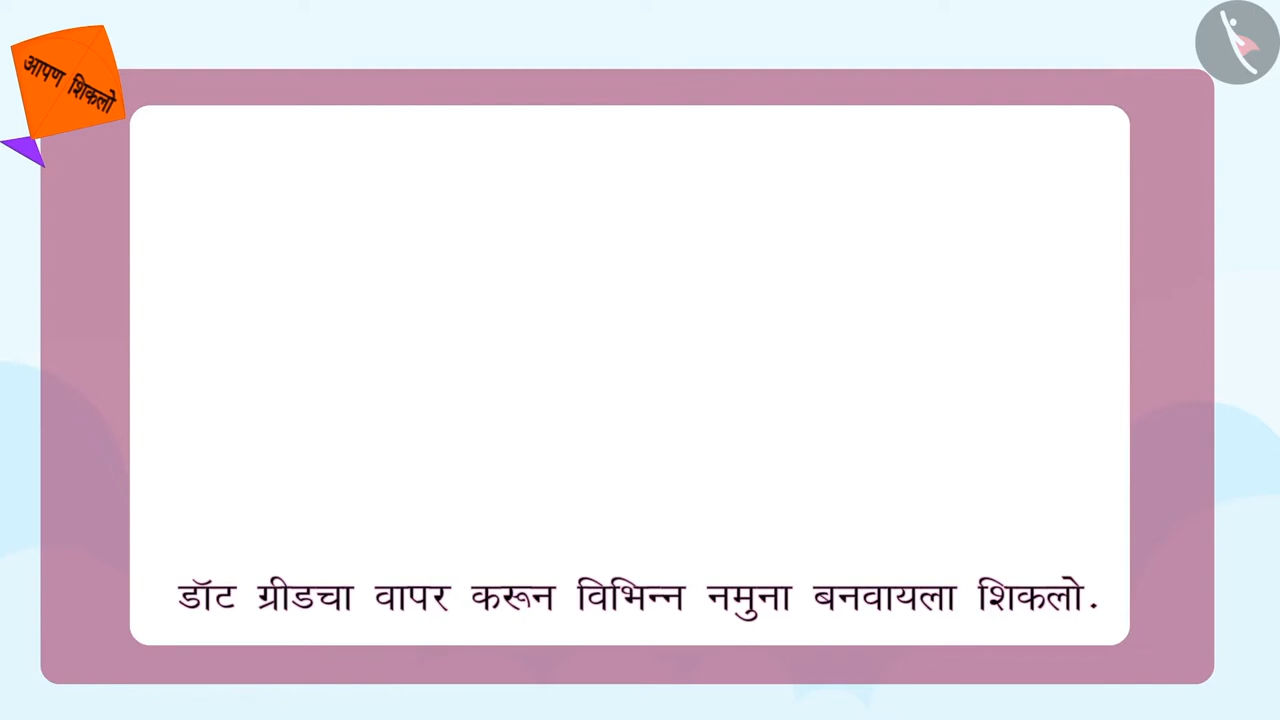 आपण शिकलो
डॉट ग्रीडचा वापर करून विभिन्न नमुना बनवायला शिकलो.